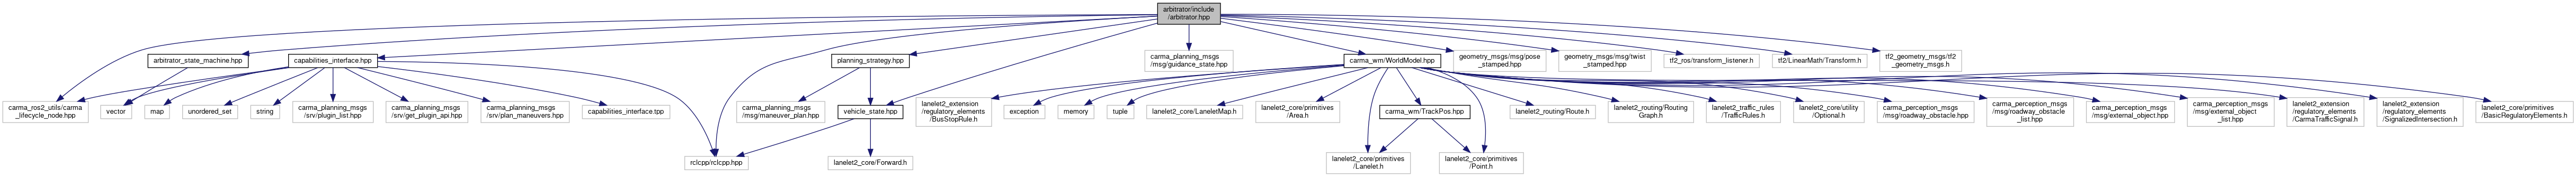 arbitrator/include
/arbitrator.hpp
arbitrator_state_machine.hpp
capabilities_interface.hpp
planning_strategy.hpp
carma_planning_msgs
/msg/guidance_state.hpp
carma_wm/WorldModel.hpp
geometry_msgs/msg/pose
_stamped.hpp
geometry_msgs/msg/twist
_stamped.hpp
tf2_ros/transform_listener.h
tf2/LinearMath/Transform.h
tf2_geometry_msgs/tf2
_geometry_msgs.h
carma_ros2_utils/carma
_lifecycle_node.hpp
vector
map
unordered_set
string
carma_planning_msgs
/srv/plugin_list.hpp
carma_planning_msgs
/srv/get_plugin_api.hpp
carma_planning_msgs
/srv/plan_maneuvers.hpp
capabilities_interface.tpp
carma_planning_msgs
/msg/maneuver_plan.hpp
vehicle_state.hpp
lanelet2_extension
/regulatory_elements
/BusStopRule.h
exception
memory
tuple
lanelet2_core/LaneletMap.h
lanelet2_core/primitives
/Area.h
carma_wm/TrackPos.hpp
lanelet2_routing/Route.h
lanelet2_routing/Routing
Graph.h
lanelet2_traffic_rules
/TrafficRules.h
lanelet2_core/utility
/Optional.h
carma_perception_msgs
/msg/roadway_obstacle.hpp
carma_perception_msgs
/msg/roadway_obstacle
_list.hpp
carma_perception_msgs
/msg/external_object.hpp
carma_perception_msgs
/msg/external_object
_list.hpp
lanelet2_extension
/regulatory_elements
/CarmaTrafficSignal.h
lanelet2_extension
/regulatory_elements
/SignalizedIntersection.h
lanelet2_core/primitives
/BasicRegulatoryElements.h
rclcpp/rclcpp.hpp
lanelet2_core/Forward.h
lanelet2_core/primitives
/Lanelet.h
lanelet2_core/primitives
/Point.h